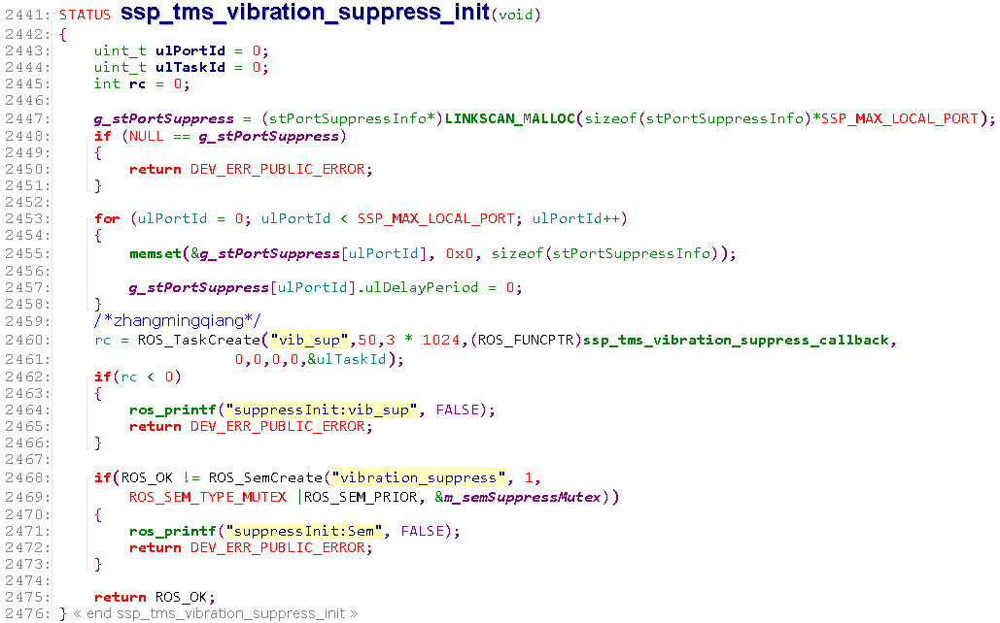 2441: STATUS ssp_tms_vibration_suppress_init(void)
2442: {
2443:     uint_t ulPortId = 0;
2444:     uint_t ulTaskId = 0;
2445:     int rc = 0;
2446:
2447:     g_stPortSuppress = (stPortSuppressInfo*)LINKSCAN_MALLOC(sizeof(stPortSuppressInfo)*SSP_MAX_LOCAL_PORT);
2448:     if (NULL == g_stPortSuppress)
2449:     {
2450:         return DEV_ERR_PUBLIC_ERROR;
2451:     }
2452:
2453:     for (ulPortId = 0; ulPortId < SSP_MAX_LOCAL_PORT; ulPortId++)
2454:     {
2455:         memset(&g_stPortSuppress[ulPortId], 0x0, sizeof(stPortSuppressInfo));
2456:
2457:         g_stPortSuppress[ulPortId].ulDelayPeriod = 0;
2458:     }
2459:     /*zhangmingqiang*/
2460:     rc = ROS_TaskCreate("vib_sup",50,3 * 1024,(ROS_FUNCPTR)ssp_tms_vibration_suppress_callback,
2461:                     0,0,0,0,&ulTaskId);
2462:     if(rc < 0)
2463:     {
2464:         ros_printf("suppressInit:vib_sup", FALSE);
2465:         return DEV_ERR_PUBLIC_ERROR;
2466:     }
2467:
2468:     if(ROS_OK != ROS_SemCreate("vibration_suppress", 1,
2469:         ROS_SEM_TYPE_MUTEX |ROS_SEM_PRIOR, &m_semSuppressMutex))
2470:     {
2471:         ros_printf("suppressInit:Sem", FALSE);
2472:         return DEV_ERR_PUBLIC_ERROR;
2473:     }
2474:
2475:     return ROS_OK;
2476: } « end ssp_tms_vibration_suppress_init »